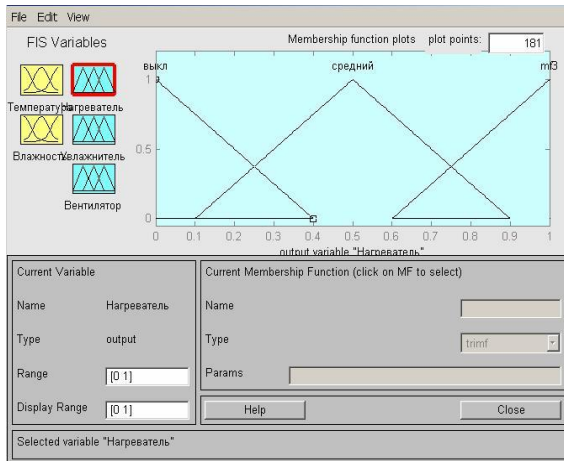 File Edit View
FIS Variables
Membership function plots plot points: 181
выкл средний mf3
1
Температура Нагреватель
0.5
Влажность Увлажнитель
Вентилятор
0
0 0.1 0.2 0.3 0.4 0.5 0.6 0.7 0.8 0.9 1
output variable "Нагреватель"
Current Variable
Name Нагреватель
Type output
Range [0 1]
Display Range [0 1]
Current Membership Function (click on MF to select)
Name
Type trimf
Params
Help Close
Selected variable "Нагреватель"